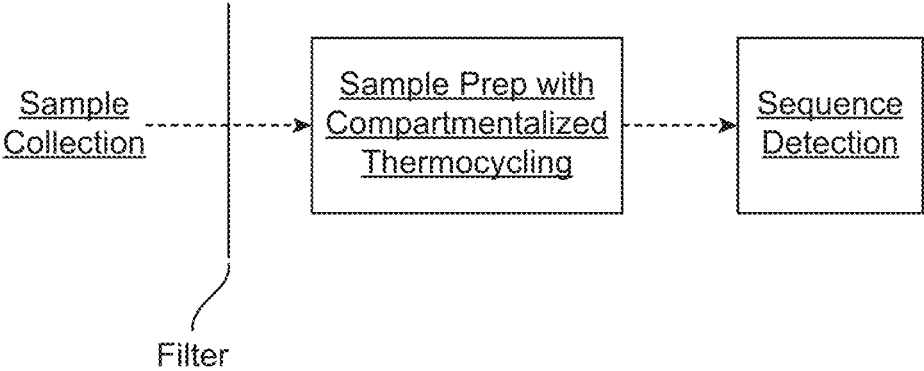 Sample
Collection
Sample Prep with
Compartmentalized
Thermocycling
Sequence
Detection
Filter